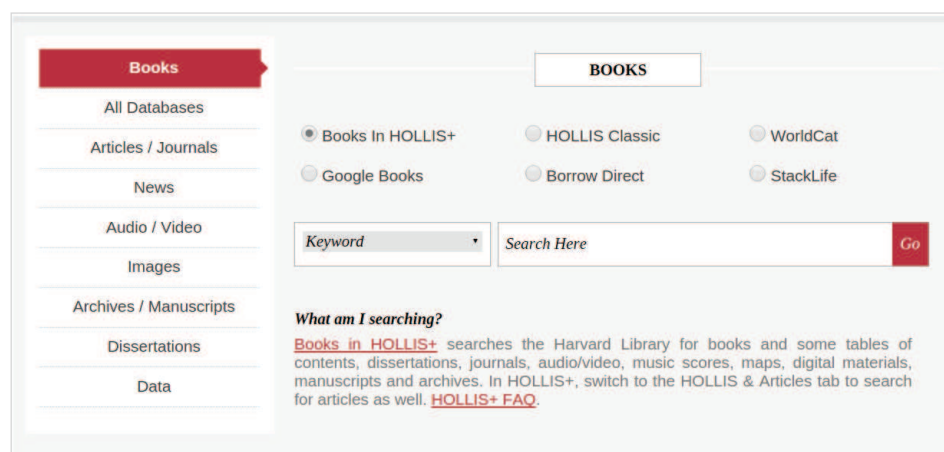 Books
All Databases
Articles / Journals
News
Audio / Video
Images
Archives / Manuscripts
Dissertations
Data
BOOKS
Books In HOLLIS+
HOLLIS Classic
WorldCat
Google Books
Borrow Direct
StackLife
Keyword
Search Here
Go
What am I searching?
Books in HOLLIS+ searches the Harvard Library for books and some tables of
contents, dissertations, journals, audio/video, music scores, maps, digital materials,
manuscripts and archives. In HOLLIS+, switch to the HOLLIS & Articles tab to search
for articles as well. HOLLIS+ FAQ.